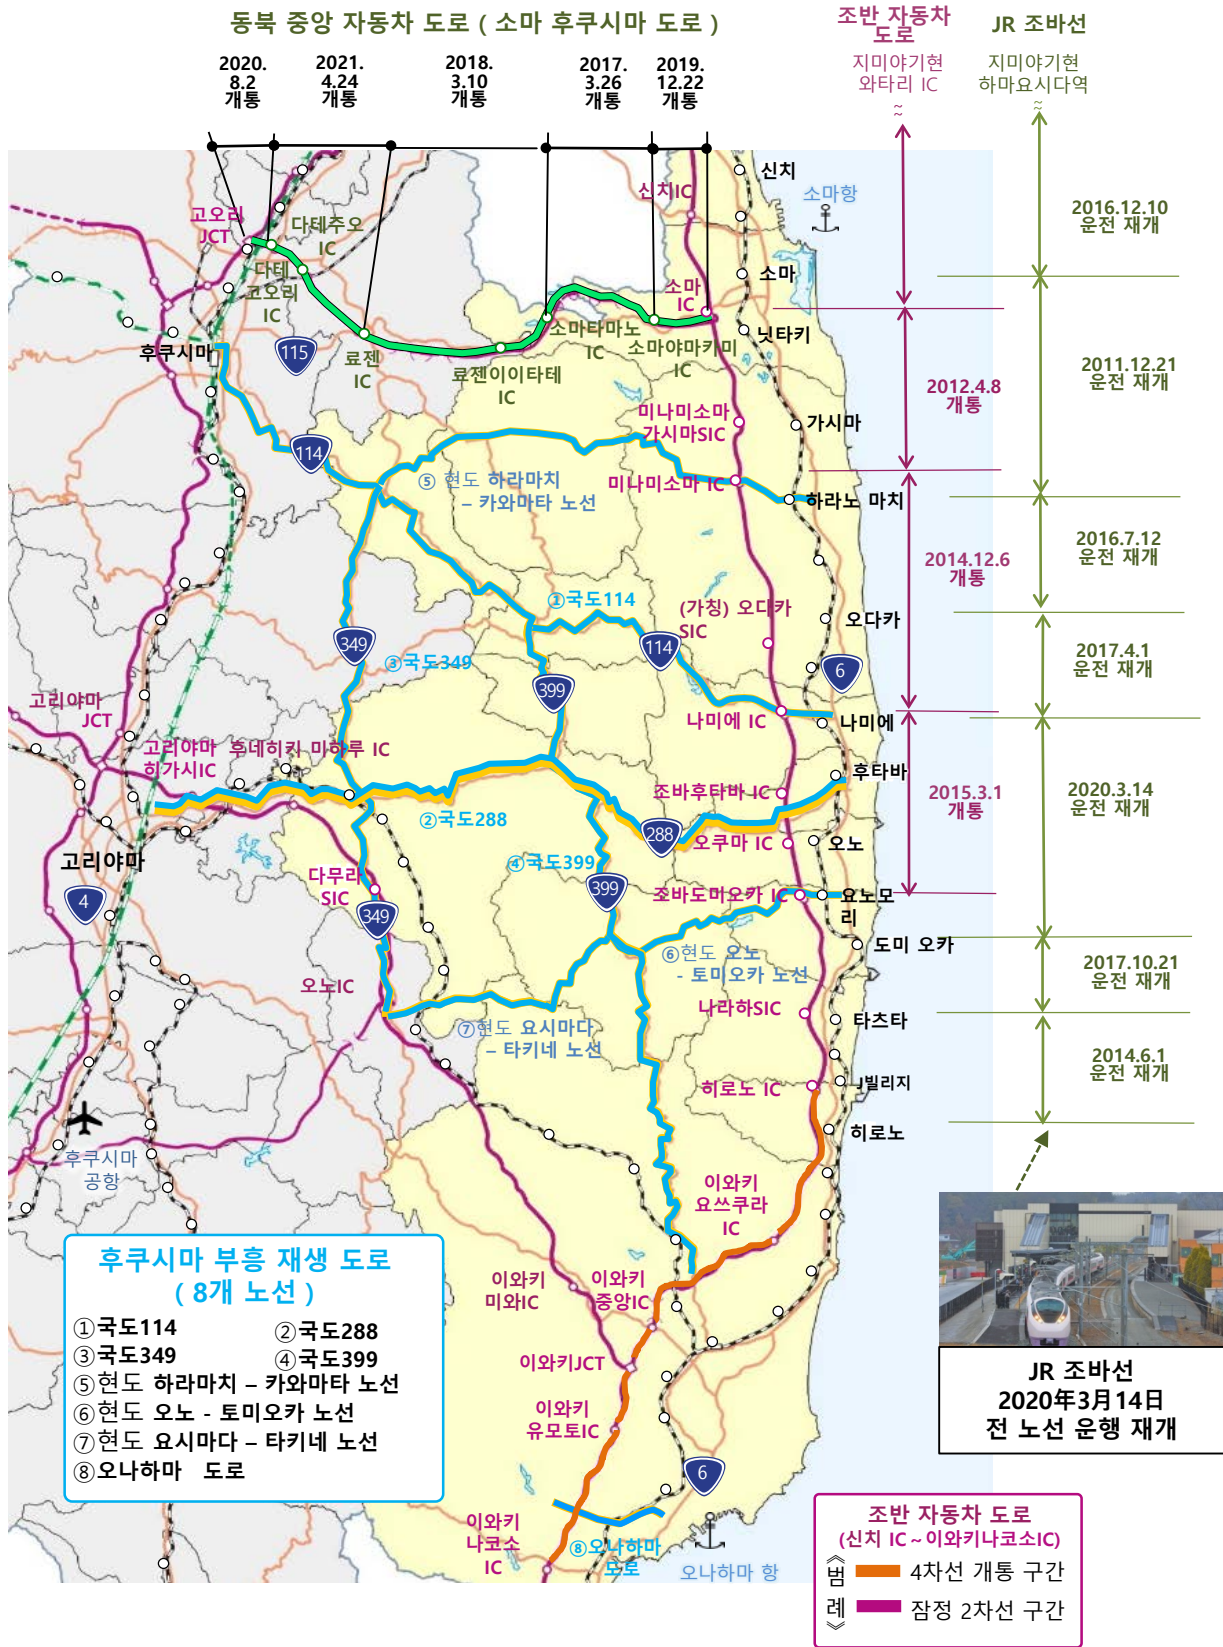 동북 중앙 자동차 도로 ( 소마 후쿠시마 도로 )
조반 자동차
도로
JR 조바선
지미야기현
와타리 IC
지미야기현
하마요시다역
2020.
8.2
개통
2021.
4.24
개통
2018.
3.10
개통
2017.
3.26
개통
2019.
12.22
개통
≈
≈
신치
신치IC
소마항
2016.12.10
운전 재개
고오리
JCT
다테주오
IC
다테
고오리
IC
소마
소마
IC
후쿠시마
115
료젠
IC
료젠이이타테
IC
소마타마노
IC
소마야마카미
IC
닛타키
2012.4.8
개통
2011.12.21
운전 재개
미나미소마
가시마SIC
가시마
114
⑤ 현도 하라마치
– 카와마타 노선
미나미소마 IC
하라노 마치
2014.12.6
개통
2016.7.12
운전 재개
①국도114
(가칭) 오다카
SIC
오다카
349
③국도349
114
399
6
2017.4.1
운전 재개
고리야마
JCT
나미에 IC
나미에
고리야마
히가시IC
후네히키 미하루 IC
후타바
조바후타바 IC
2015.3.1
개통
2020.3.14
운전 재개
②국도288
288
오쿠마 IC
오노
고리야마
4
다무라
SIC
④국도399
399
349
조바도미오카 IC
요노모
리
도미 오카
⑥현도 오노
- 토미오카 노선
2017.10.21
운전 재개
오노IC
나라하SIC
타츠타
⑦현도 요시마다
– 타키네 노선
2014.6.1
운전 재개
히로노 IC
J빌리지
히로노
후쿠시마
공항
이와키
요쓰쿠라
IC
후쿠시마 부흥 재생 도로
( 8개 노선 )
①국도114
②국도288
③국도349
④국도399
⑤현도 하라마치 – 카와마타 노선
⑥현도 오노 - 토미오카 노선
⑦현도 요시마다 – 타키네 노선
⑧오나하마 도로
이와키
미와IC
이와키
중앙IC
이와키JCT
이와키
유모토IC
JR 조바선
2020年3月14日
전 노선 운행 재개
6
이와키
나코소
IC
⑧오나하마
도로
오나하마 항
조반 자동차 도로
(신치 IC ~ 이와키나코소IC)
《범례》
4차선 개통 구간
잠정 2차선 구간